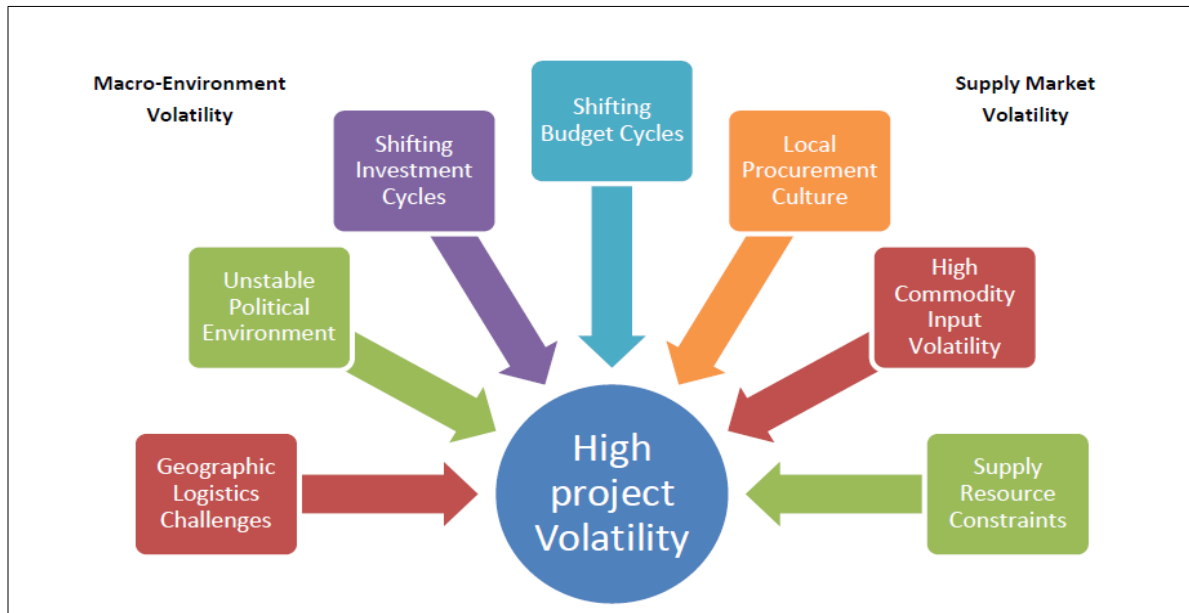 Macro-Environment
Volatility
Supply Market
Volatility
Shifting
Budget Cycles
Shifting
Investment
Cycles
Local
Procurement
Culture
Unstable
Political
Environment
High
Commodity
Input
Volatility
Geographic
Logistics
Challenges
High
project
Volatility
Supply
Resource
Constraints